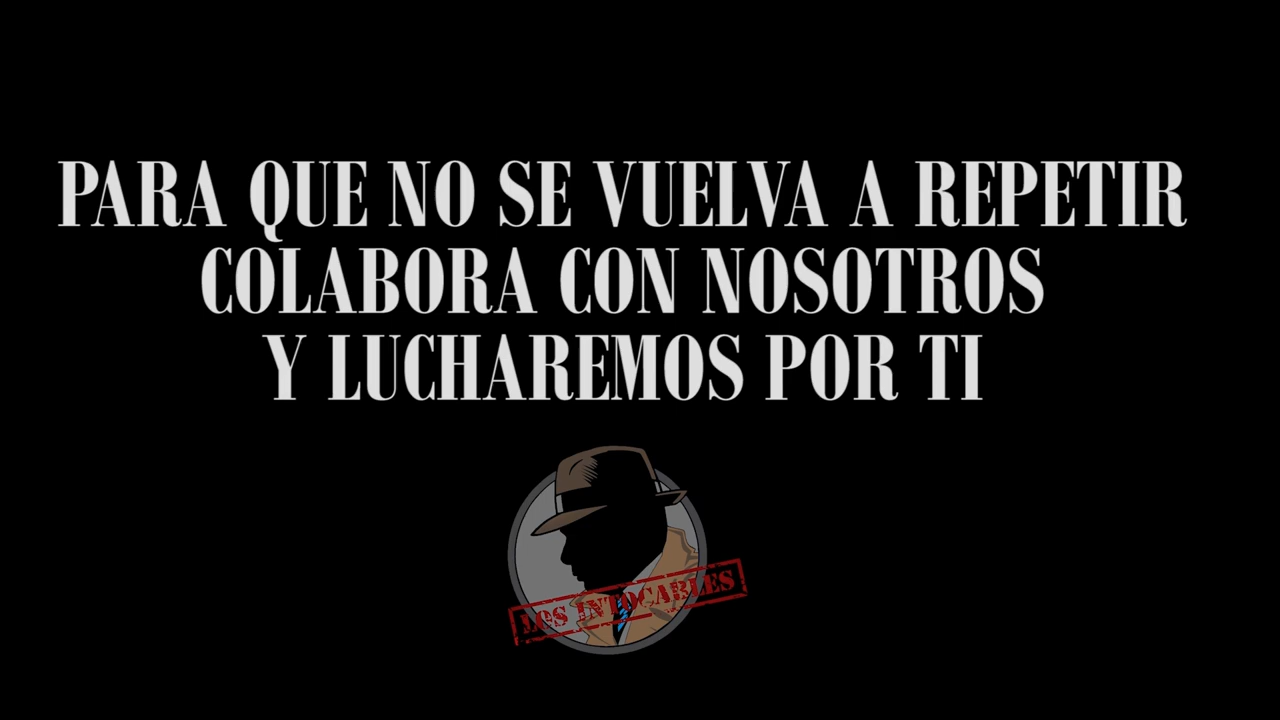 PARA QUE NO SE VUELVA A REPETIR
COLABORA CON NOSOTROS
Y LUCHAREMOS POR TI
LOS INTOCABLES